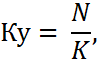 Ку = N/K,